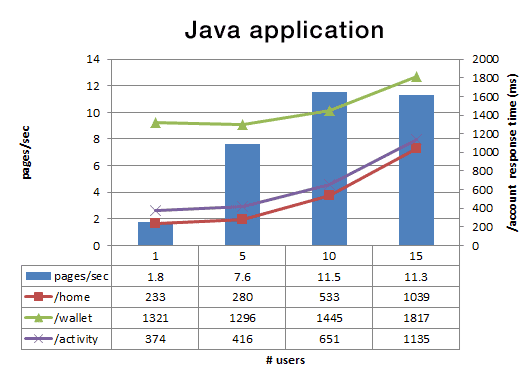 Java application
14
12
10
8
6
4
2
0
pages/sec
2000
1800
1600
1400
1200
1000
800
600
400
200
0
/account response time (ms)
1 5 10 15
pages/sec 1.8 7.6 11.5 11.3
/home 233 280 533 1039
/wallet 1321 1296 1445 1817
/activity 374 416 651 1135
# users